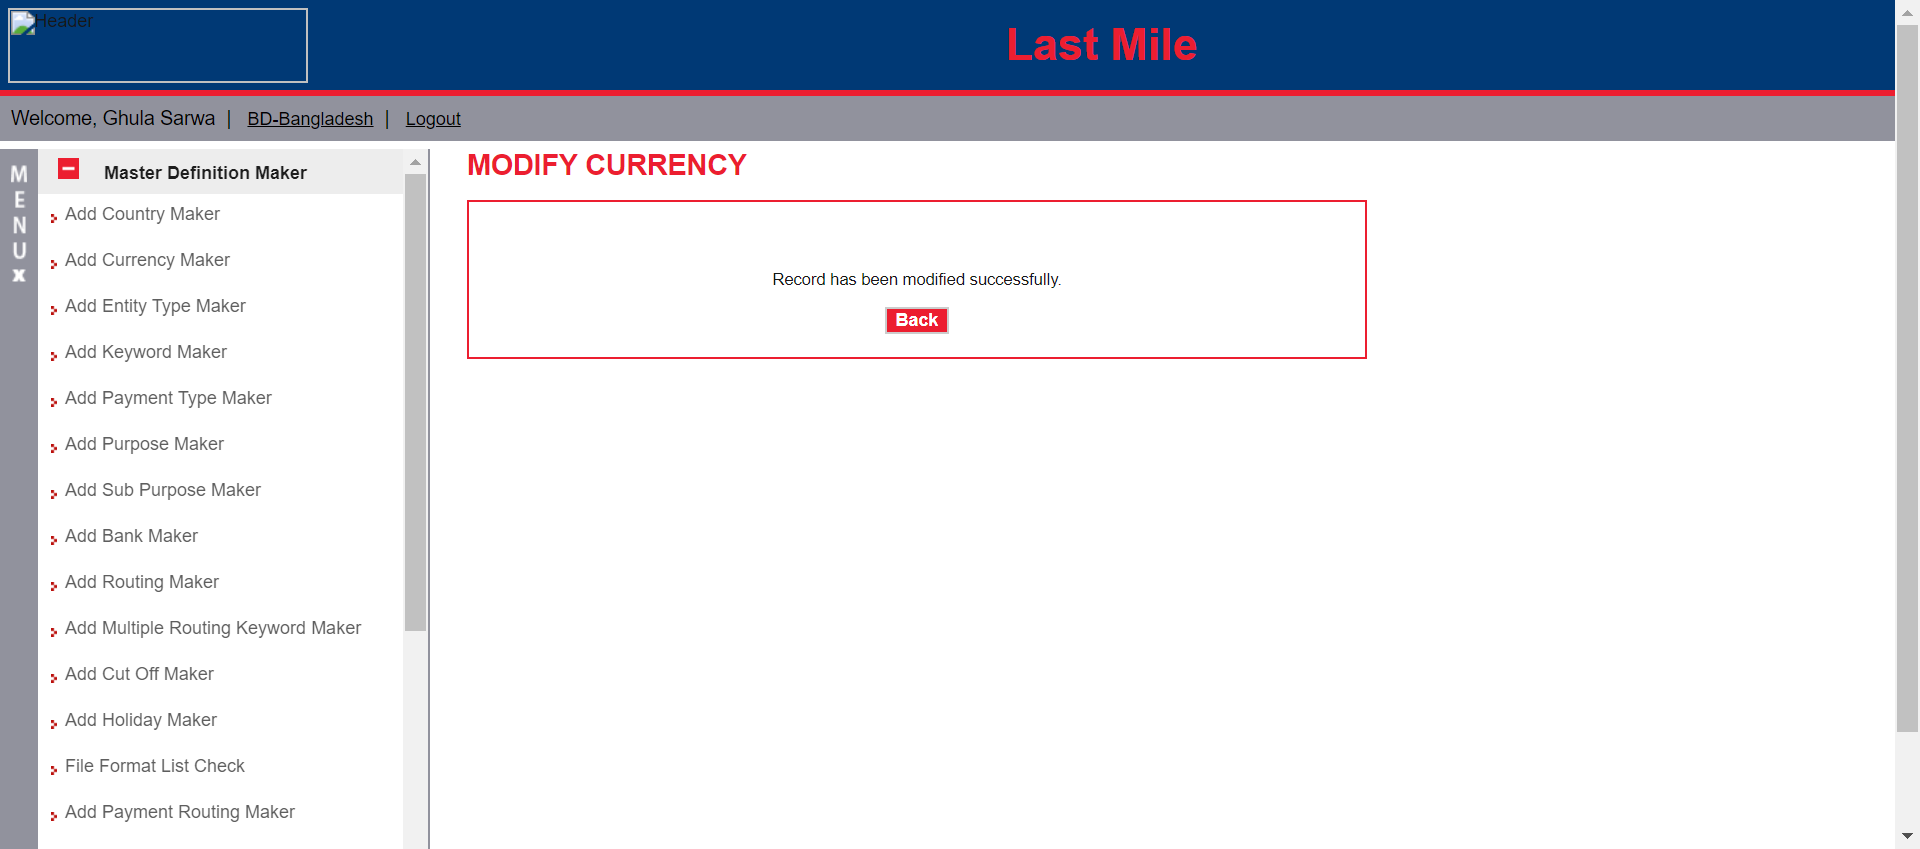 Header
Last Mile
Welcome, Ghula Sarwa | BD-Bangladesh | Logout
MENU
x
Master Definition Maker
Add Country Maker
Add Currency Maker
Add Entity Type Maker
Add Keyword Maker
Add Payment Type Maker
Add Purpose Maker
Add Sub Purpose Maker
Add Bank Maker
Add Routing Maker
Add Multiple Routing Keyword Maker
Add Cut Off Maker
Add Holiday Maker
File Format List Check
Add Payment Routing Maker
MODIFY CURRENCY
Record has been modified successfully.
Back